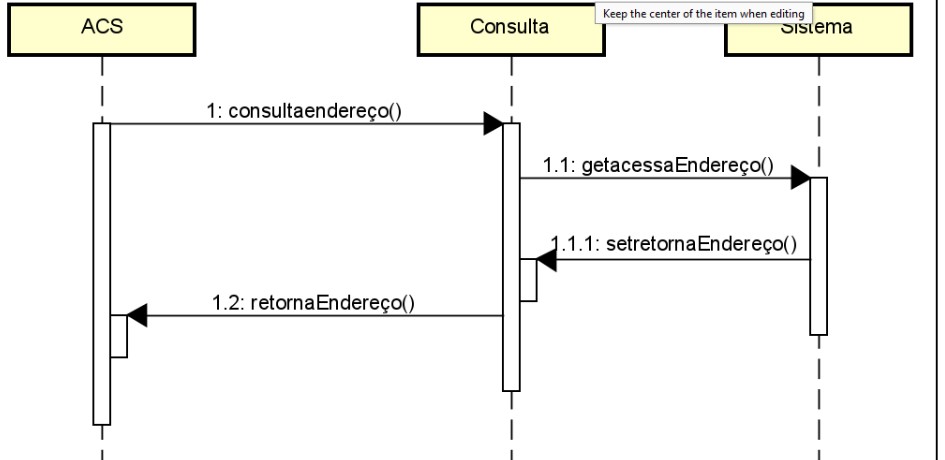 ACS
Consulta
Keep the center of the item when editing
Sistema
1: consultaendereço()
1.1: getacessaEndereço()
1.1.1: setretornaEndereço()
1.2: retornaEndereço()